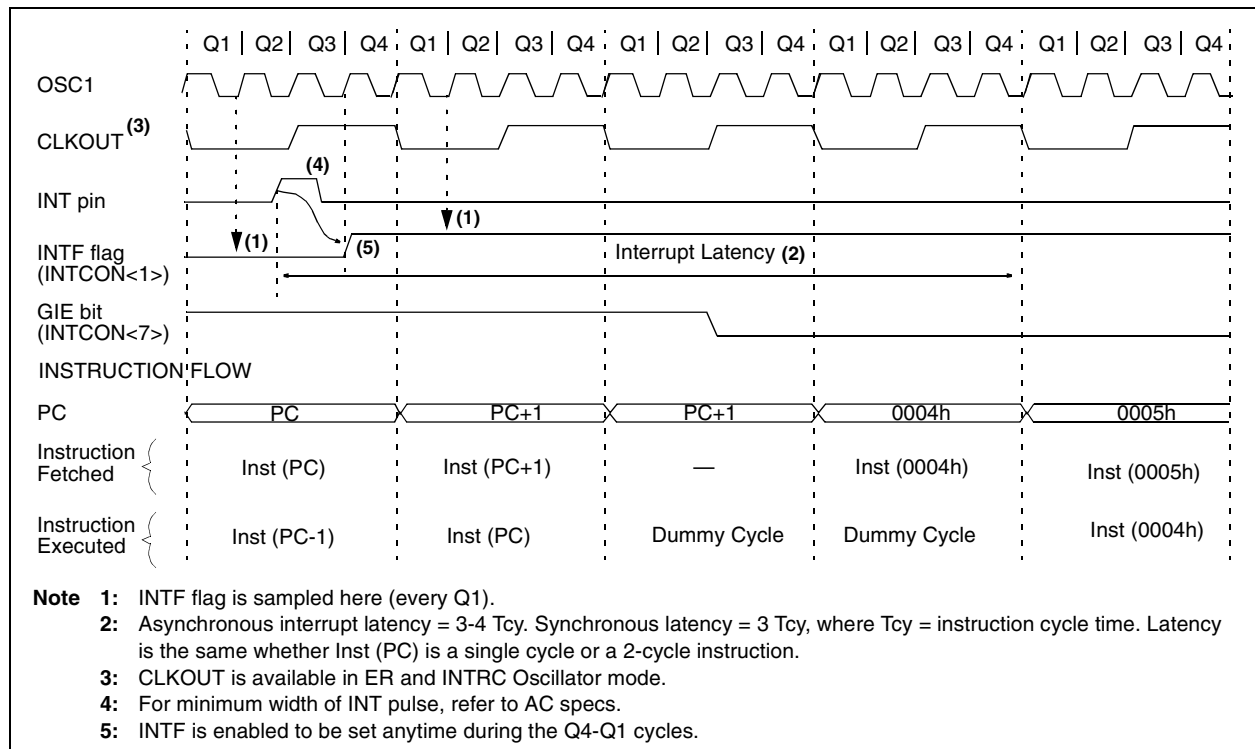 Q1 | Q2 | Q3 | Q4 Q1 | Q2 | Q3 | Q4 Q1 | Q2 | Q3 | Q4 Q1 | Q2 | Q3 | Q4 Q1 | Q2 | Q3 | Q4
OSC1
CLKOUT (3)
(4)
INT pin
(1)
(1)
(5)
INTF flag
(INTCON<1>)
Interrupt Latency (2)
GIE bit
(INTCON<7>)
INSTRUCTION FLOW
PC PC PC+1 PC+1 0004h 0005h
Instruction
Fetched
Inst (PC) Inst (PC+1) — Inst (0004h) Inst (0005h)
Instruction
Executed
Inst (PC-1) Inst (PC) Dummy Cycle Dummy Cycle Inst (0004h)
Note 1: INTF flag is sampled here (every Q1).
2: Asynchronous interrupt latency = 3-4 Tcy. Synchronous latency = 3 Tcy, where Tcy = instruction cycle time. Latency
is the same whether Inst (PC) is a single cycle or a 2-cycle instruction.
3: CLKOUT is available in ER and INTRC Oscillator mode.
4: For minimum width of INT pulse, refer to AC specs.
5: INTF is enabled to be set anytime during the Q4-Q1 cycles.